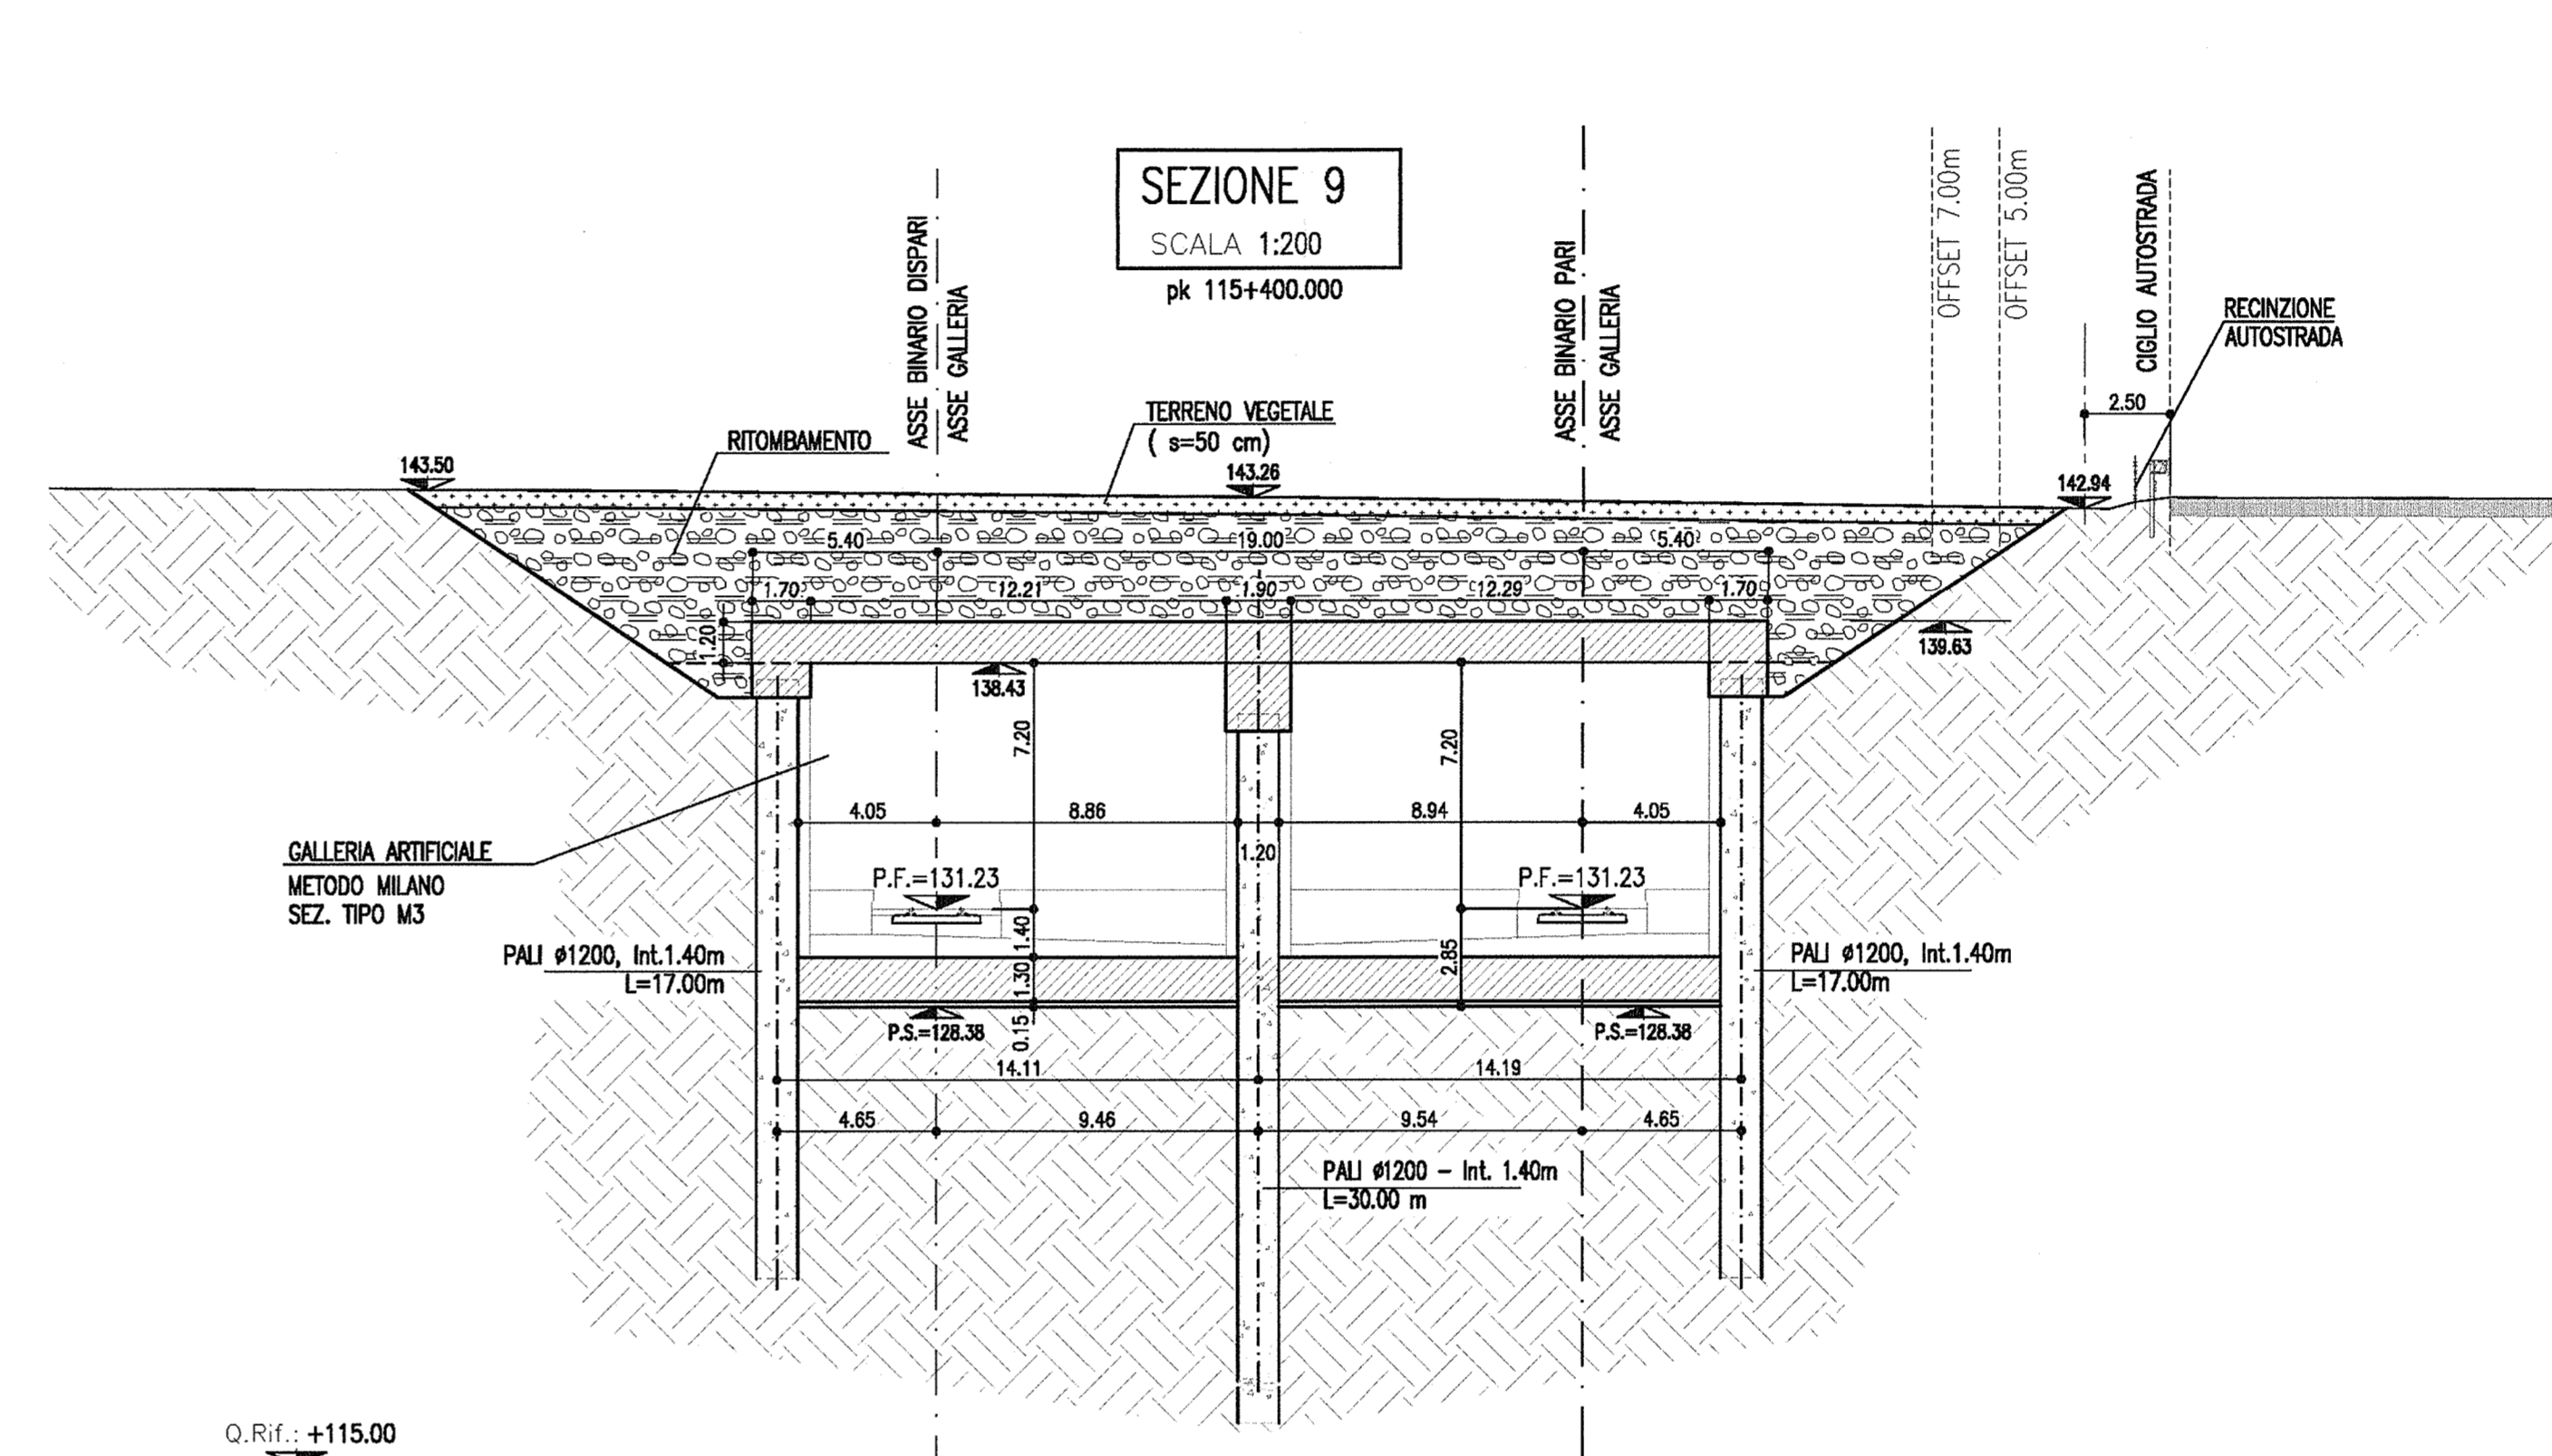 SEZIONE 9
SCALA 1:200
pk 115+400.000
ASSE BINARIO DISPARI
ASSE GALLERIA
ASSE BINARIO PARI
ASSE GALLERIA
OFFSET 7.00m
OFFSET 5.00m
CIGLIO AUTOSTRADA
RECINZIONE
AUTOSTRADA
2.50
TERRENO VEGETALE
( s=50 cm)
RITOMBAMENTO
143.50
143.26
142.94
5.40
19.00
5.40
1.70
12.21
1.90
12.29
1.70
1.20
139.63
138.43
7.20
7.20
4.05
8.86
8.94
4.05
1.20
GALLERIA ARTIFICIALE
METODO MILANO
SEZ. TIPO M3
P.F.=131.23
P.F.=131.23
1.40
1.30
0.15
2.85
PALI ø1200, Int.1.40m
L=17.00m
PALI ø1200, Int.1.40m
L=17.00m
P.S.=128.38
P.S.=128.38
14.11
14.19
4.65
9.46
9.54
4.65
PALI ø1200 - Int. 1.40m
L=30.00 m
Q.Rif.: +115.00